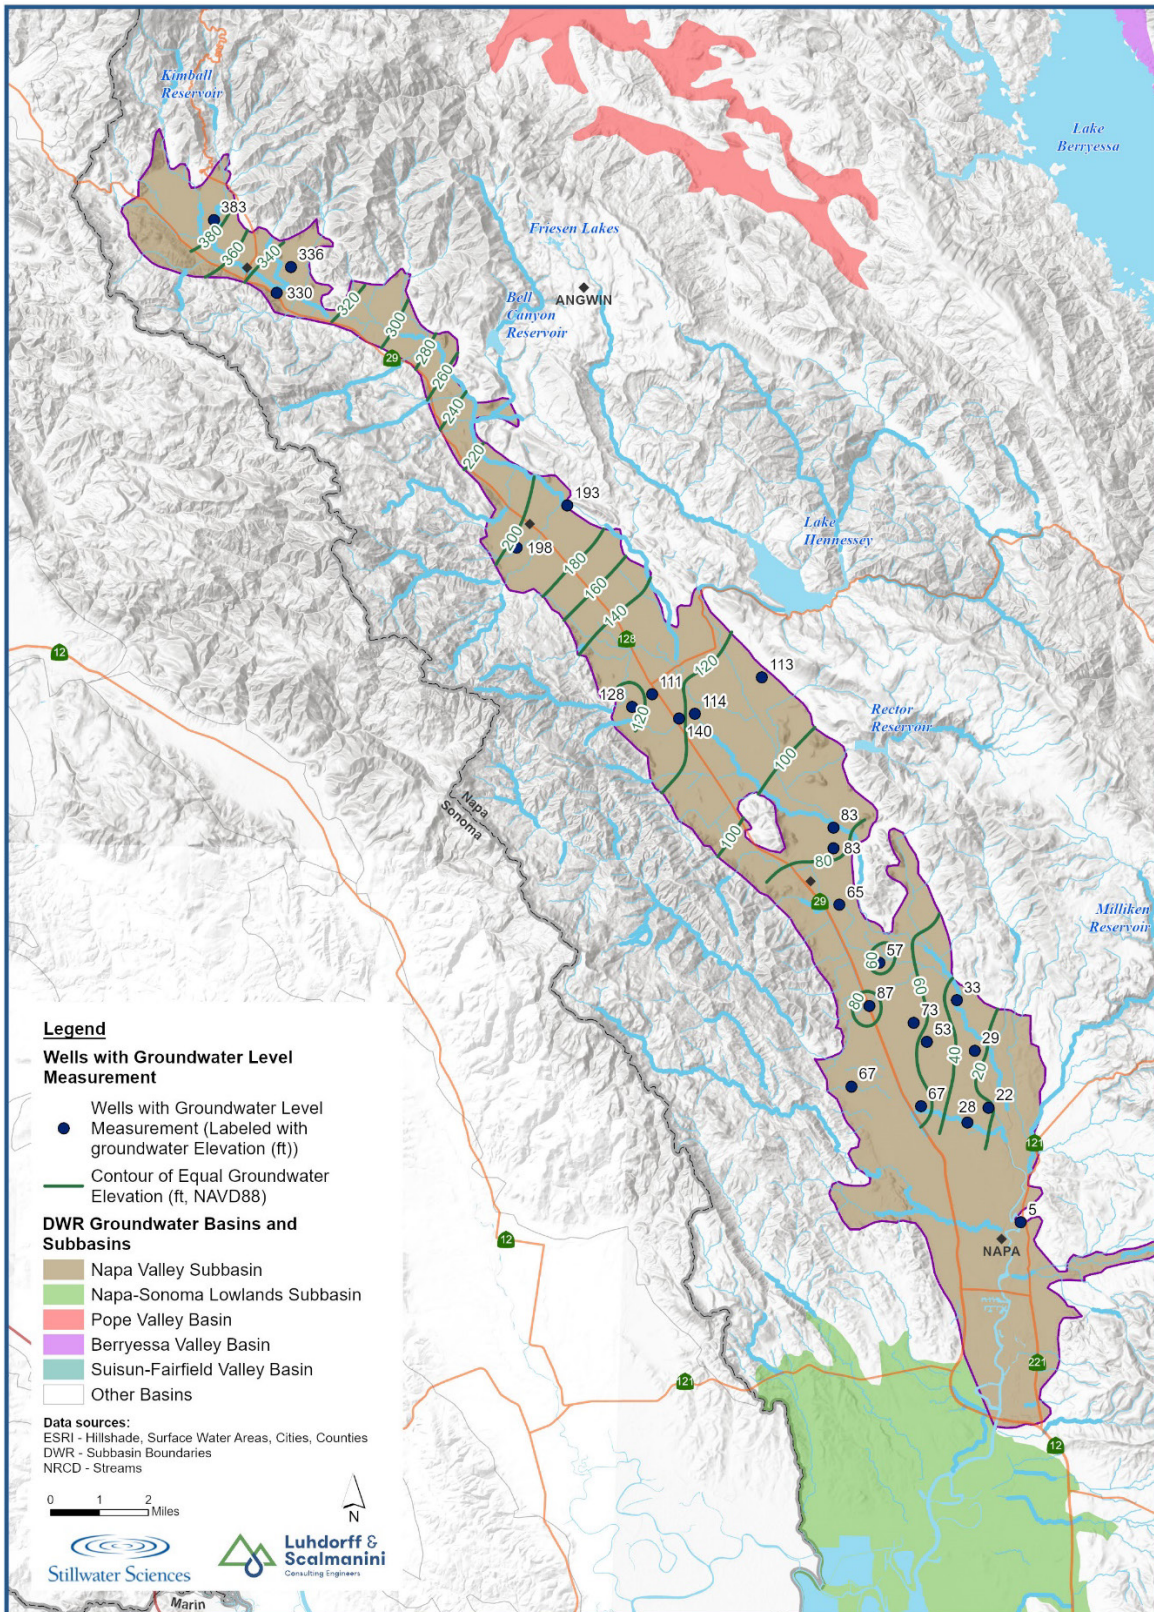 Kimball
Reservoir
Lake
Berryessa
383
380
360
340
336
330
Friesen Lakes
ANGWIN
Bell
Canyon
Reservoir
320
300
280
29
260
240
220
193
200
198
Lake
Hennessey
180
160
140
128
12
120
113
128
111
120
114
140
Rector
Reservoir
100
Napa
Sonoma
100
83
83
80
65
29
Milliken
Reservoir
57
60
33
80
87
60
73
53
29
40
20
67
67
22
28
121
5
NAPA
12
121
221
12
Legend
Wells with Groundwater Level
Measurement
Wells with Groundwater Level
Measurement (Labeled with
groundwater Elevation (ft))
Contour of Equal Groundwater
Elevation (ft, NAVD88)
DWR Groundwater Basins and
Subbasins
Napa Valley Subbasin
Napa-Sonoma Lowlands Subbasin
Pope Valley Basin
Berryessa Valley Basin
Suisun-Fairfield Valley Basin
Other Basins
Data sources:
ESRI - Hillshade, Surface Water Areas, Cities, Counties
DWR - Subbasin Boundaries
NRCD - Streams
0 1 2
Miles
N
Stillwater Sciences
Luhdorff &
Scalmanini
Consulting Engineers
Marin